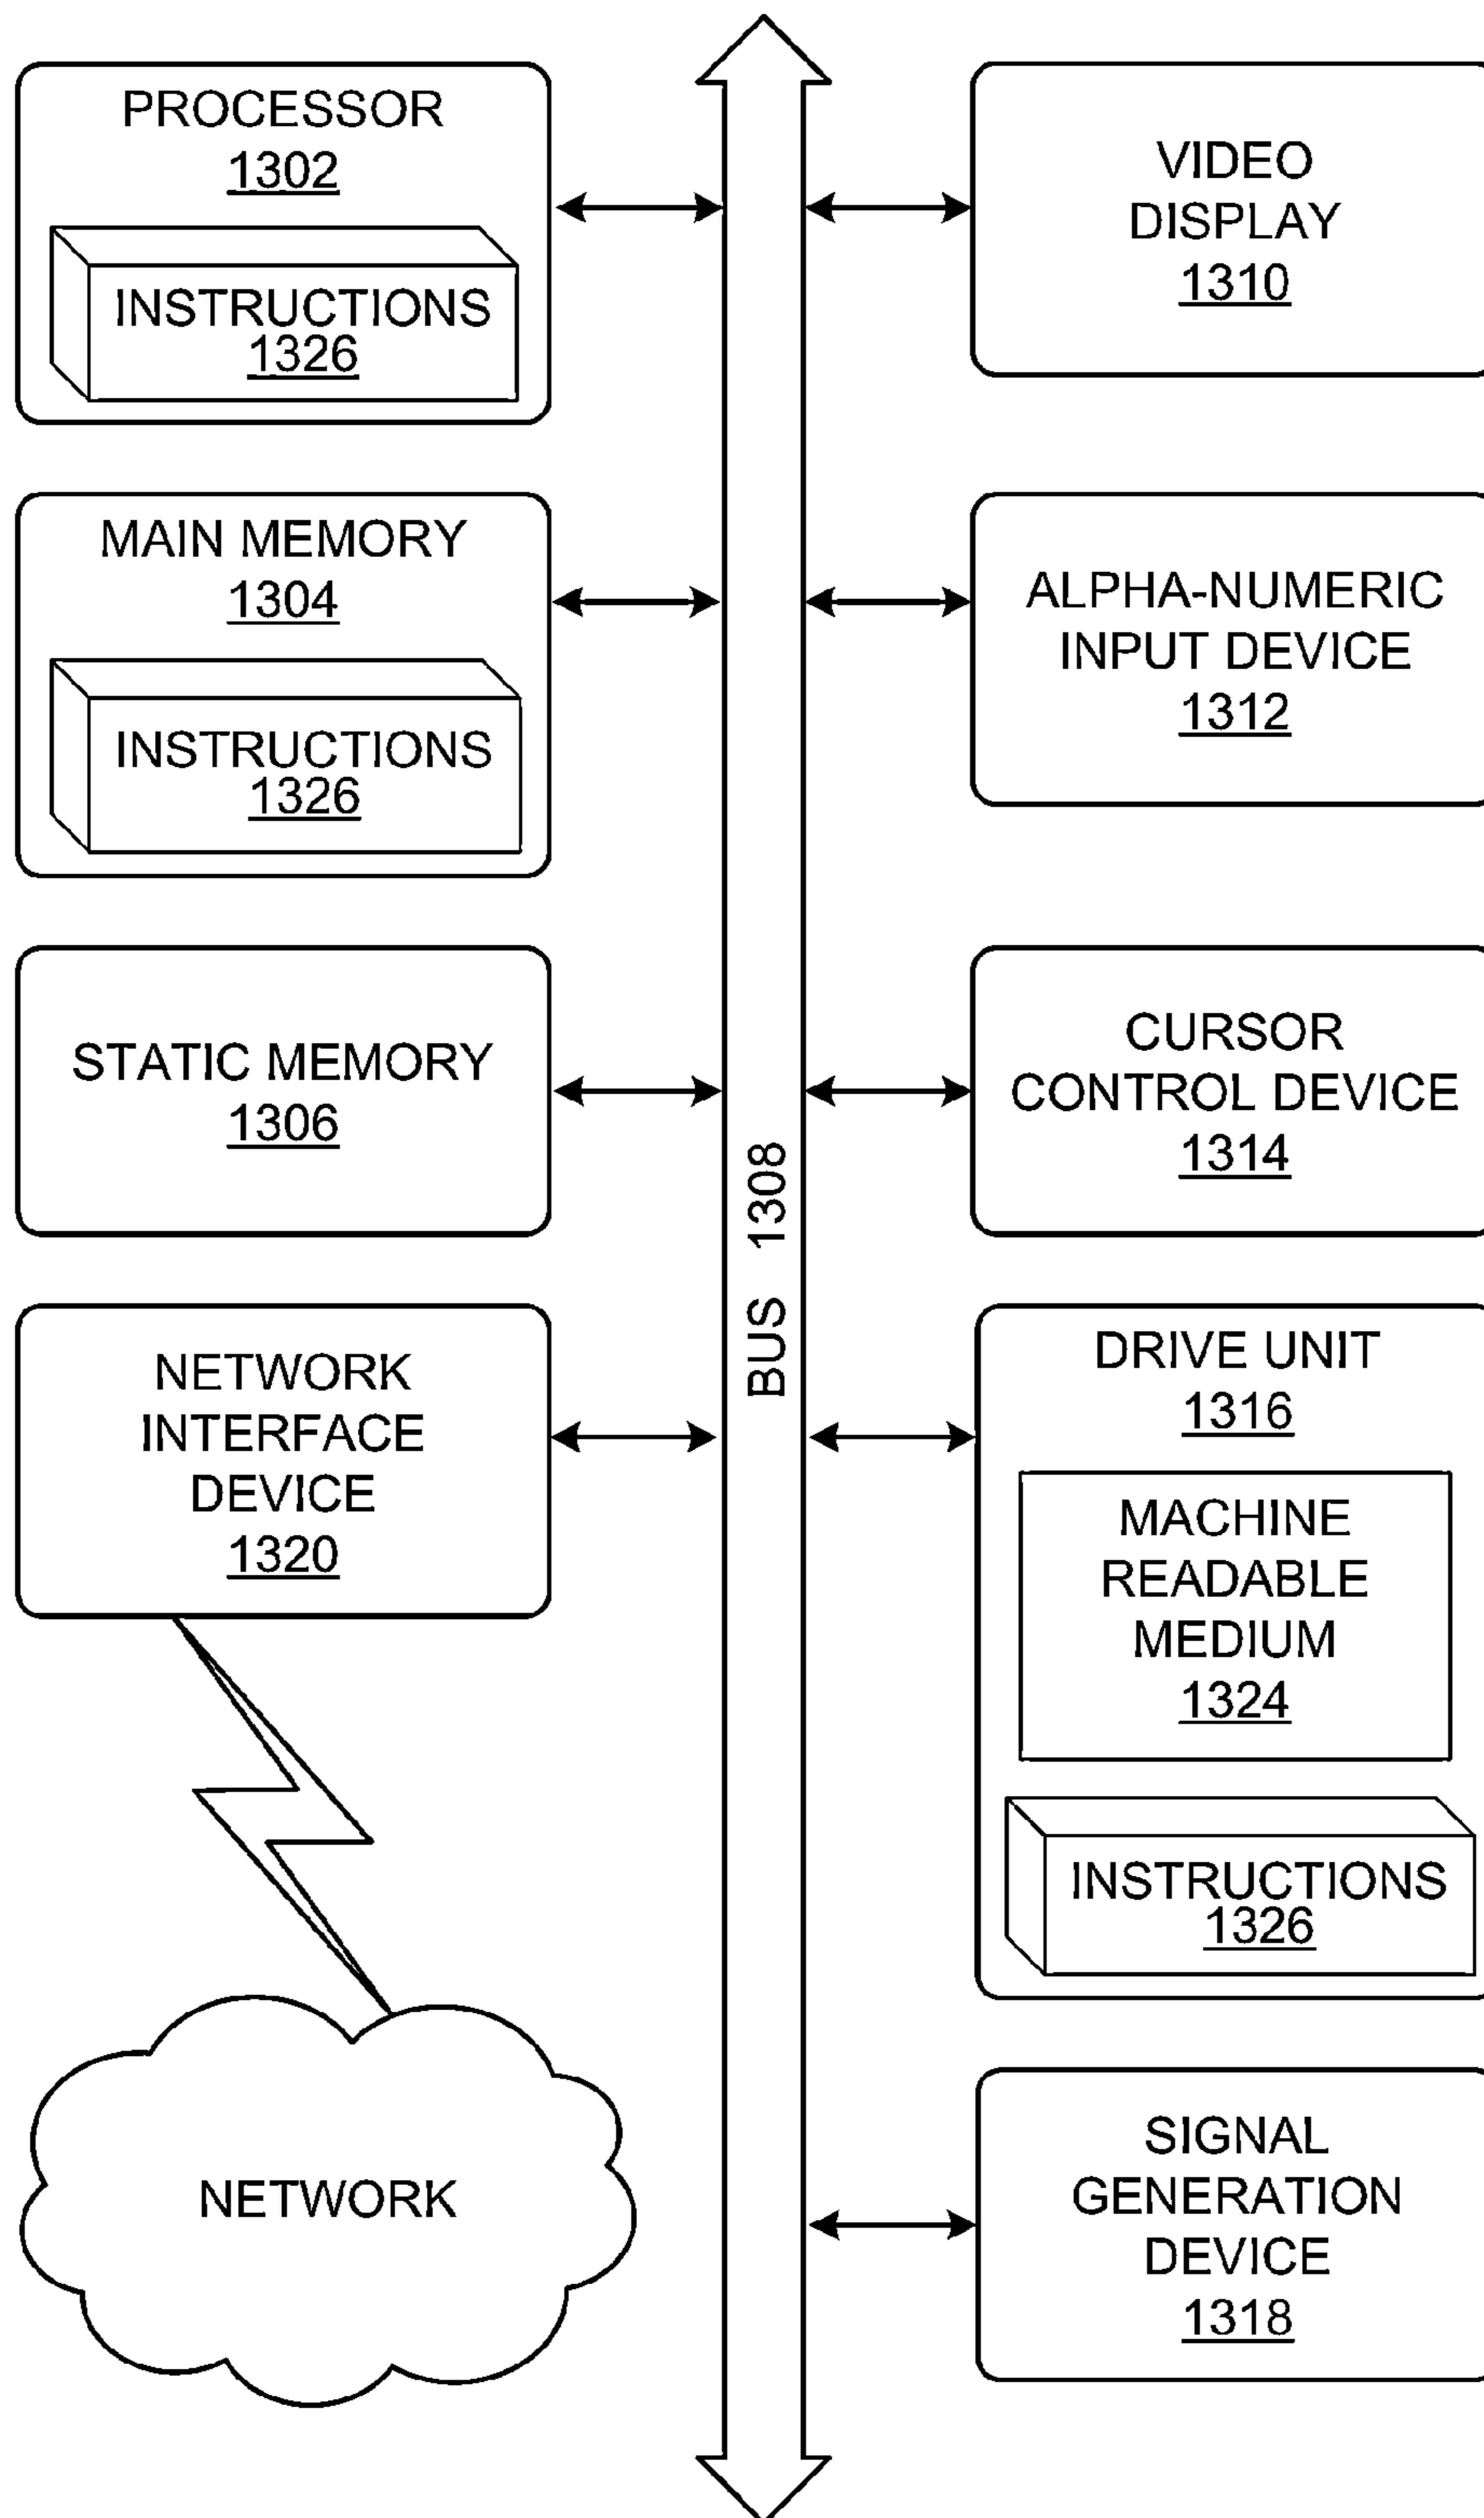 PROCESSOR
1302
INSTRUCTIONS
1326
MAIN MEMORY
1304
INSTRUCTIONS
1326
STATIC MEMORY
1306
NETWORK
INTERFACE
DEVICE
1320
NETWORK
BUS 1308
VIDEO
DISPLAY
1310
ALPHA-NUMERIC
INPUT DEVICE
1312
CURSOR
CONTROL DEVICE
1314
DRIVE UNIT
1316
MACHINE
READABLE
MEDIUM
1324
INSTRUCTIONS
1326
SIGNAL
GENERATION
DEVICE
1318